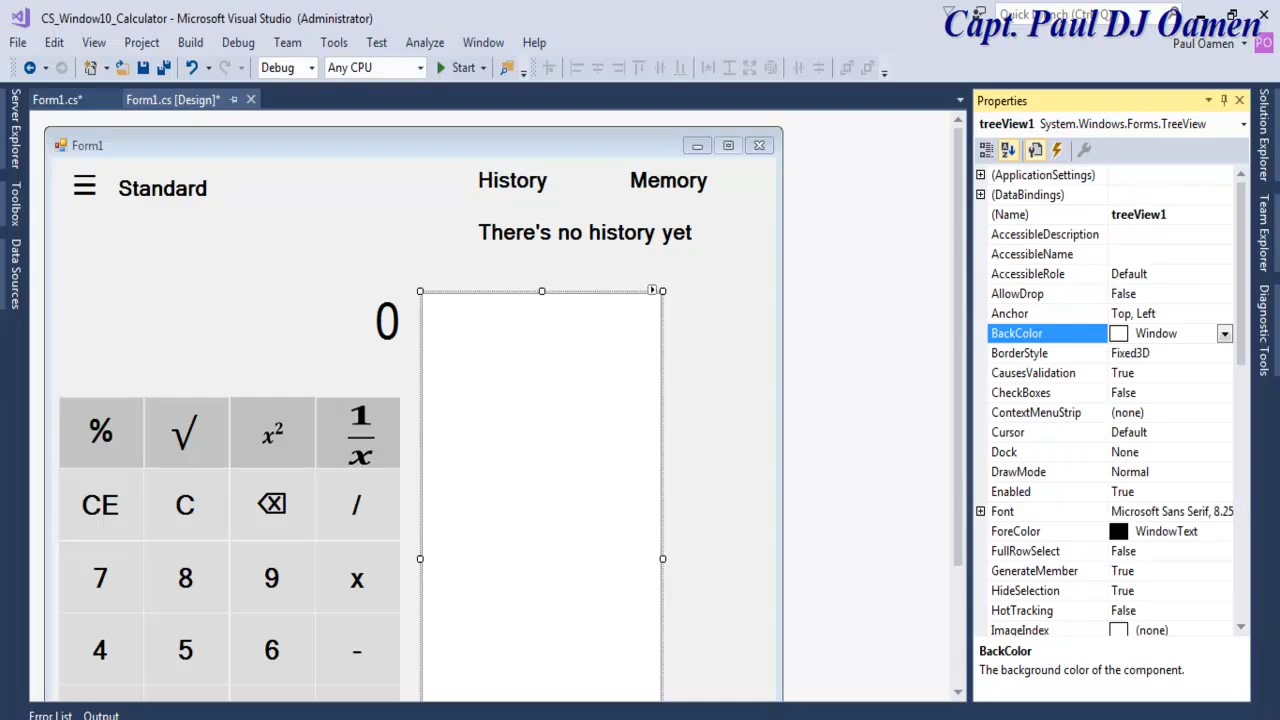 CS_Window10_Calculator - Microsoft Visual Studio (Administrator)
Quick Launch (Ctrl+Q)
Capt. Paul DJ Oamen
File Edit View Project Build Debug Team Tools Test Analyze Window Help
Paul Oamen PO
Debug Any CPU Start
Form1.cs* Form1.cs [Design]*
Server Explorer
Toolbox
Data Sources
Form1
Standard
History Memory
There's no history yet
0
% √ x² 1/x
CE C ⌫ /
7 8 9 x
4 5 6 -
Properties
treeView1 System.Windows.Forms.TreeView
(ApplicationSettings)
(DataBindings)
(Name) treeView1
AccessibleDescription
AccessibleName
AccessibleRole Default
AllowDrop False
Anchor Top, Left
BackColor Window
BorderStyle Fixed3D
CausesValidation True
CheckBoxes False
ContextMenuStrip (none)
Cursor Default
Dock None
DrawMode Normal
Enabled True
Font Microsoft Sans Serif, 8.25
ForeColor WindowText
FullRowSelect False
GenerateMember True
HideSelection True
HotTracking False
ImageIndex (none)
BackColor
The background color of the component.
Solution Explorer
Team Explorer
Diagnostic Tools
Error List Output